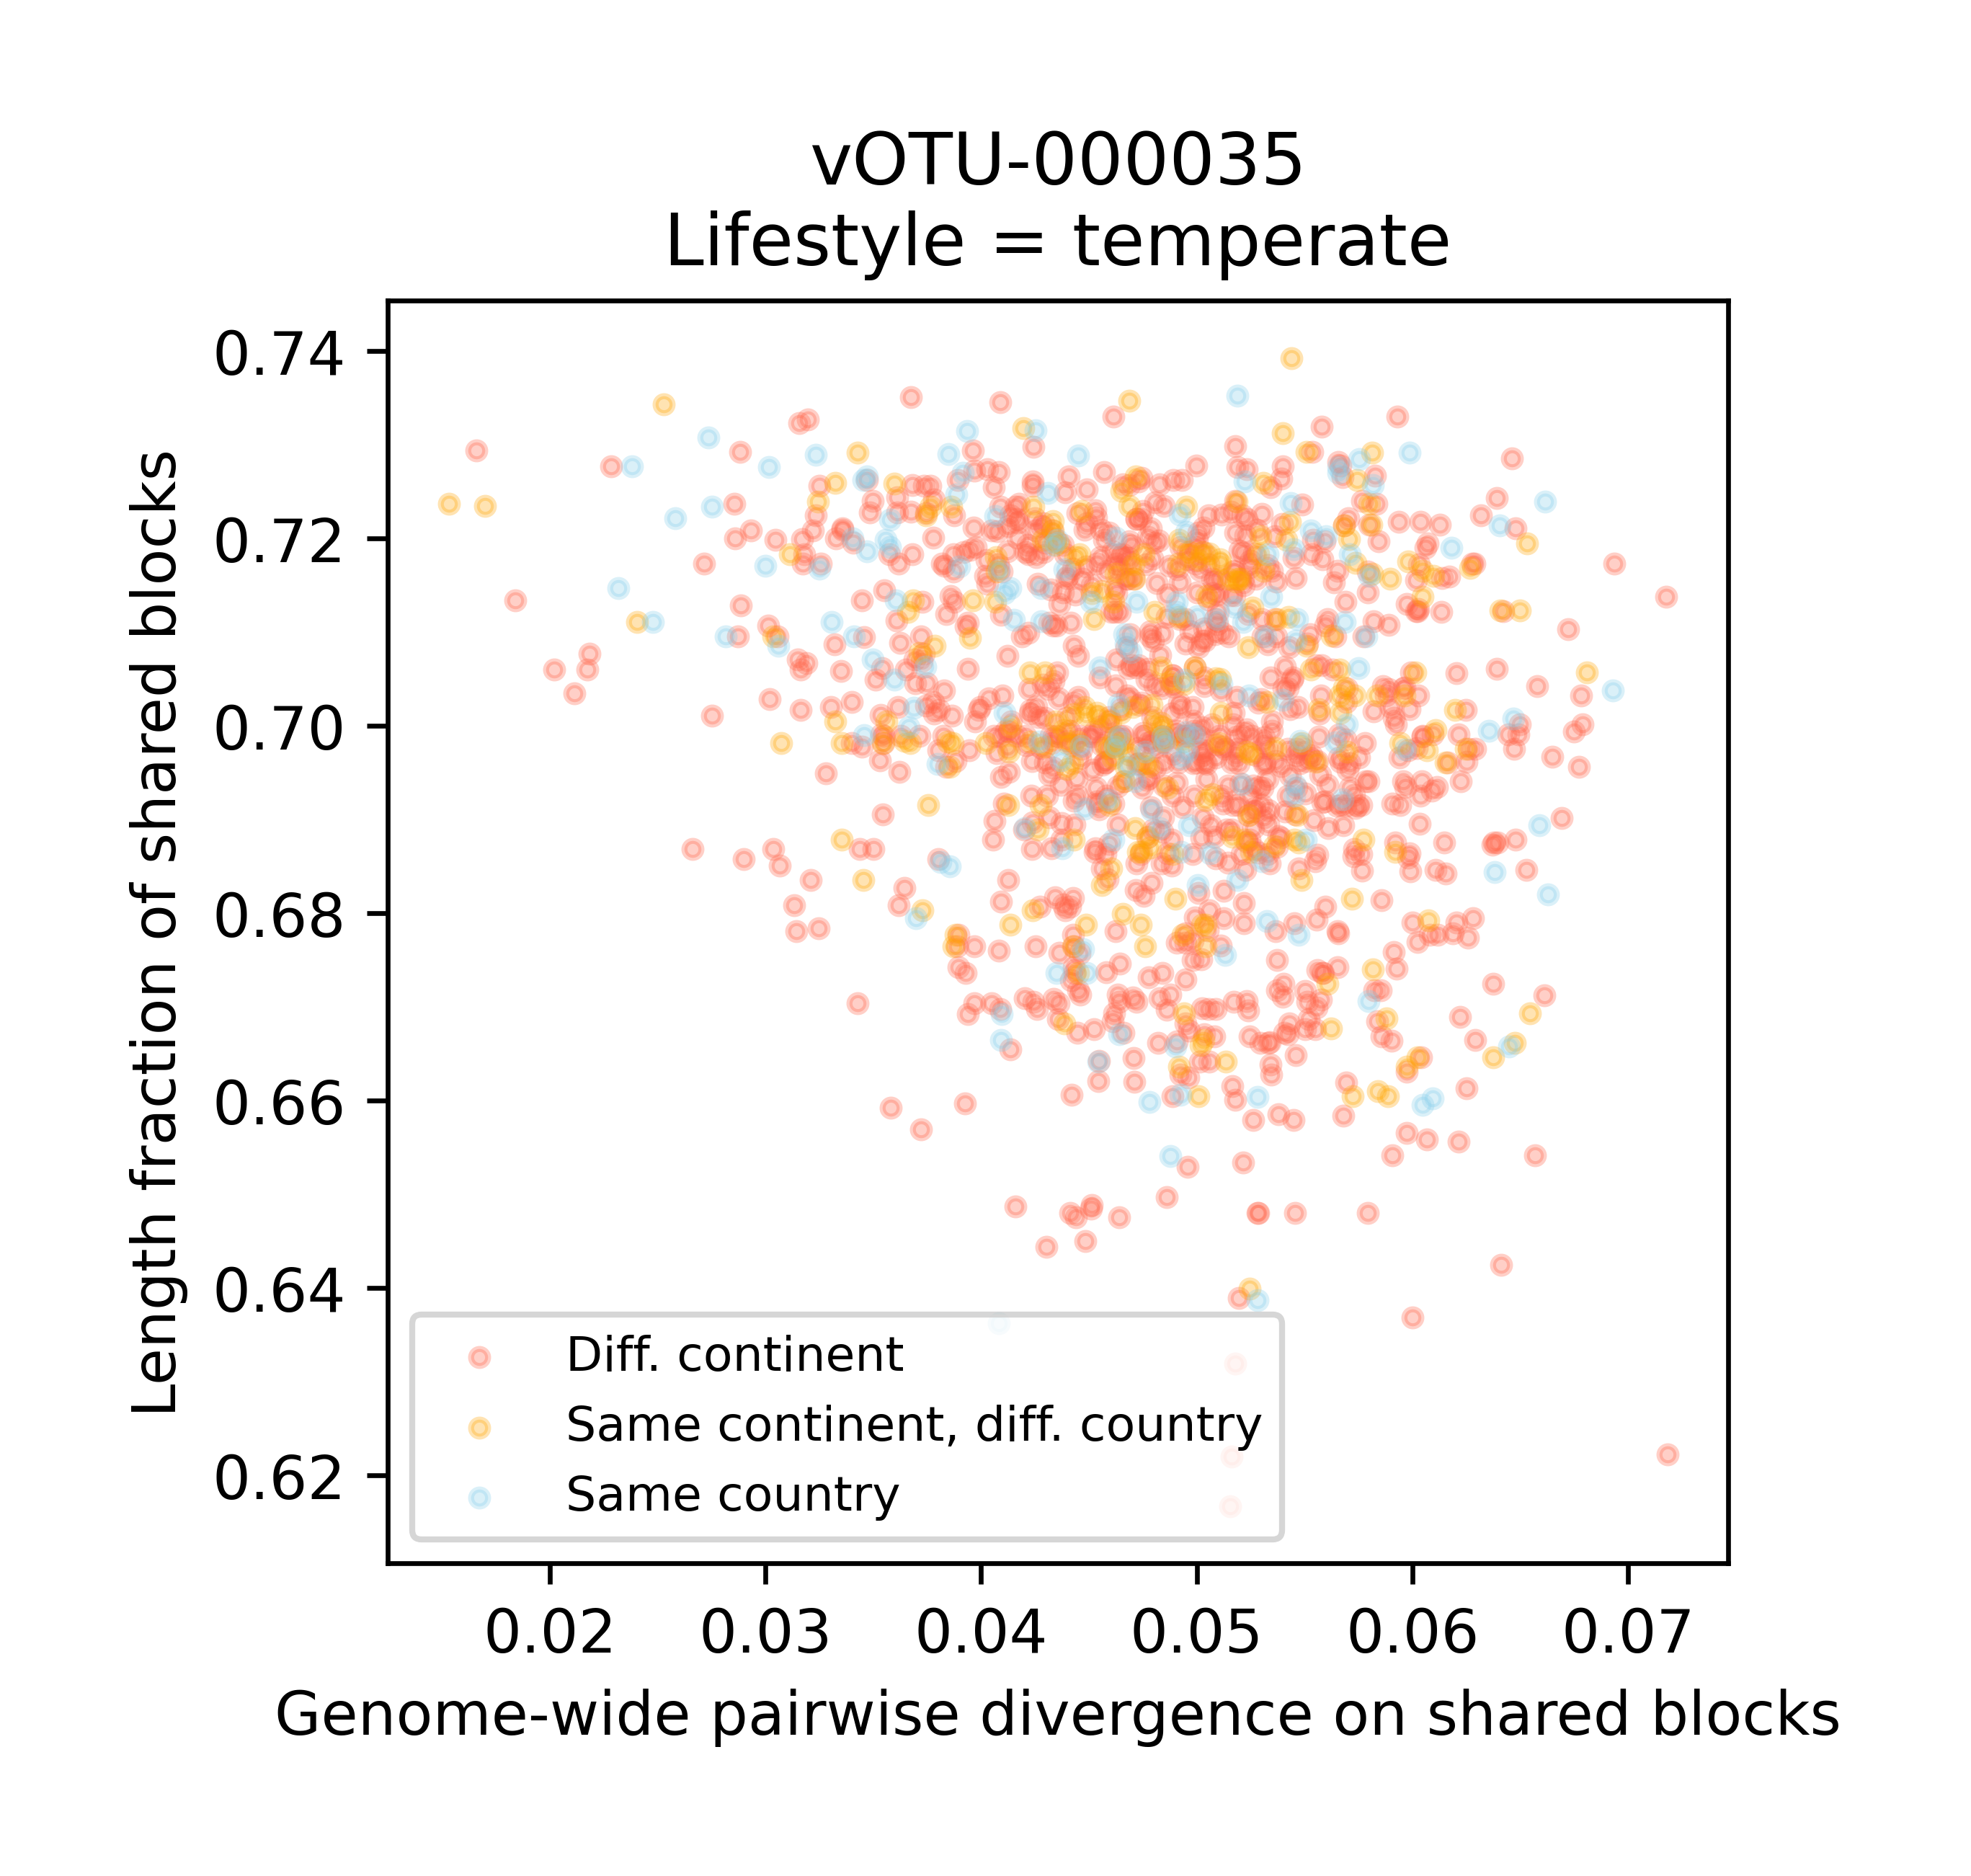 vOTU-000035
Lifestyle = temperate
Length fraction of shared blocks
0.74
0.72
0.70
0.68
0.66
0.64
0.62
Diff. continent
Same continent, diff. country
Same country
0.02 0.03 0.04 0.05 0.06 0.07
Genome-wide pairwise divergence on shared blocks